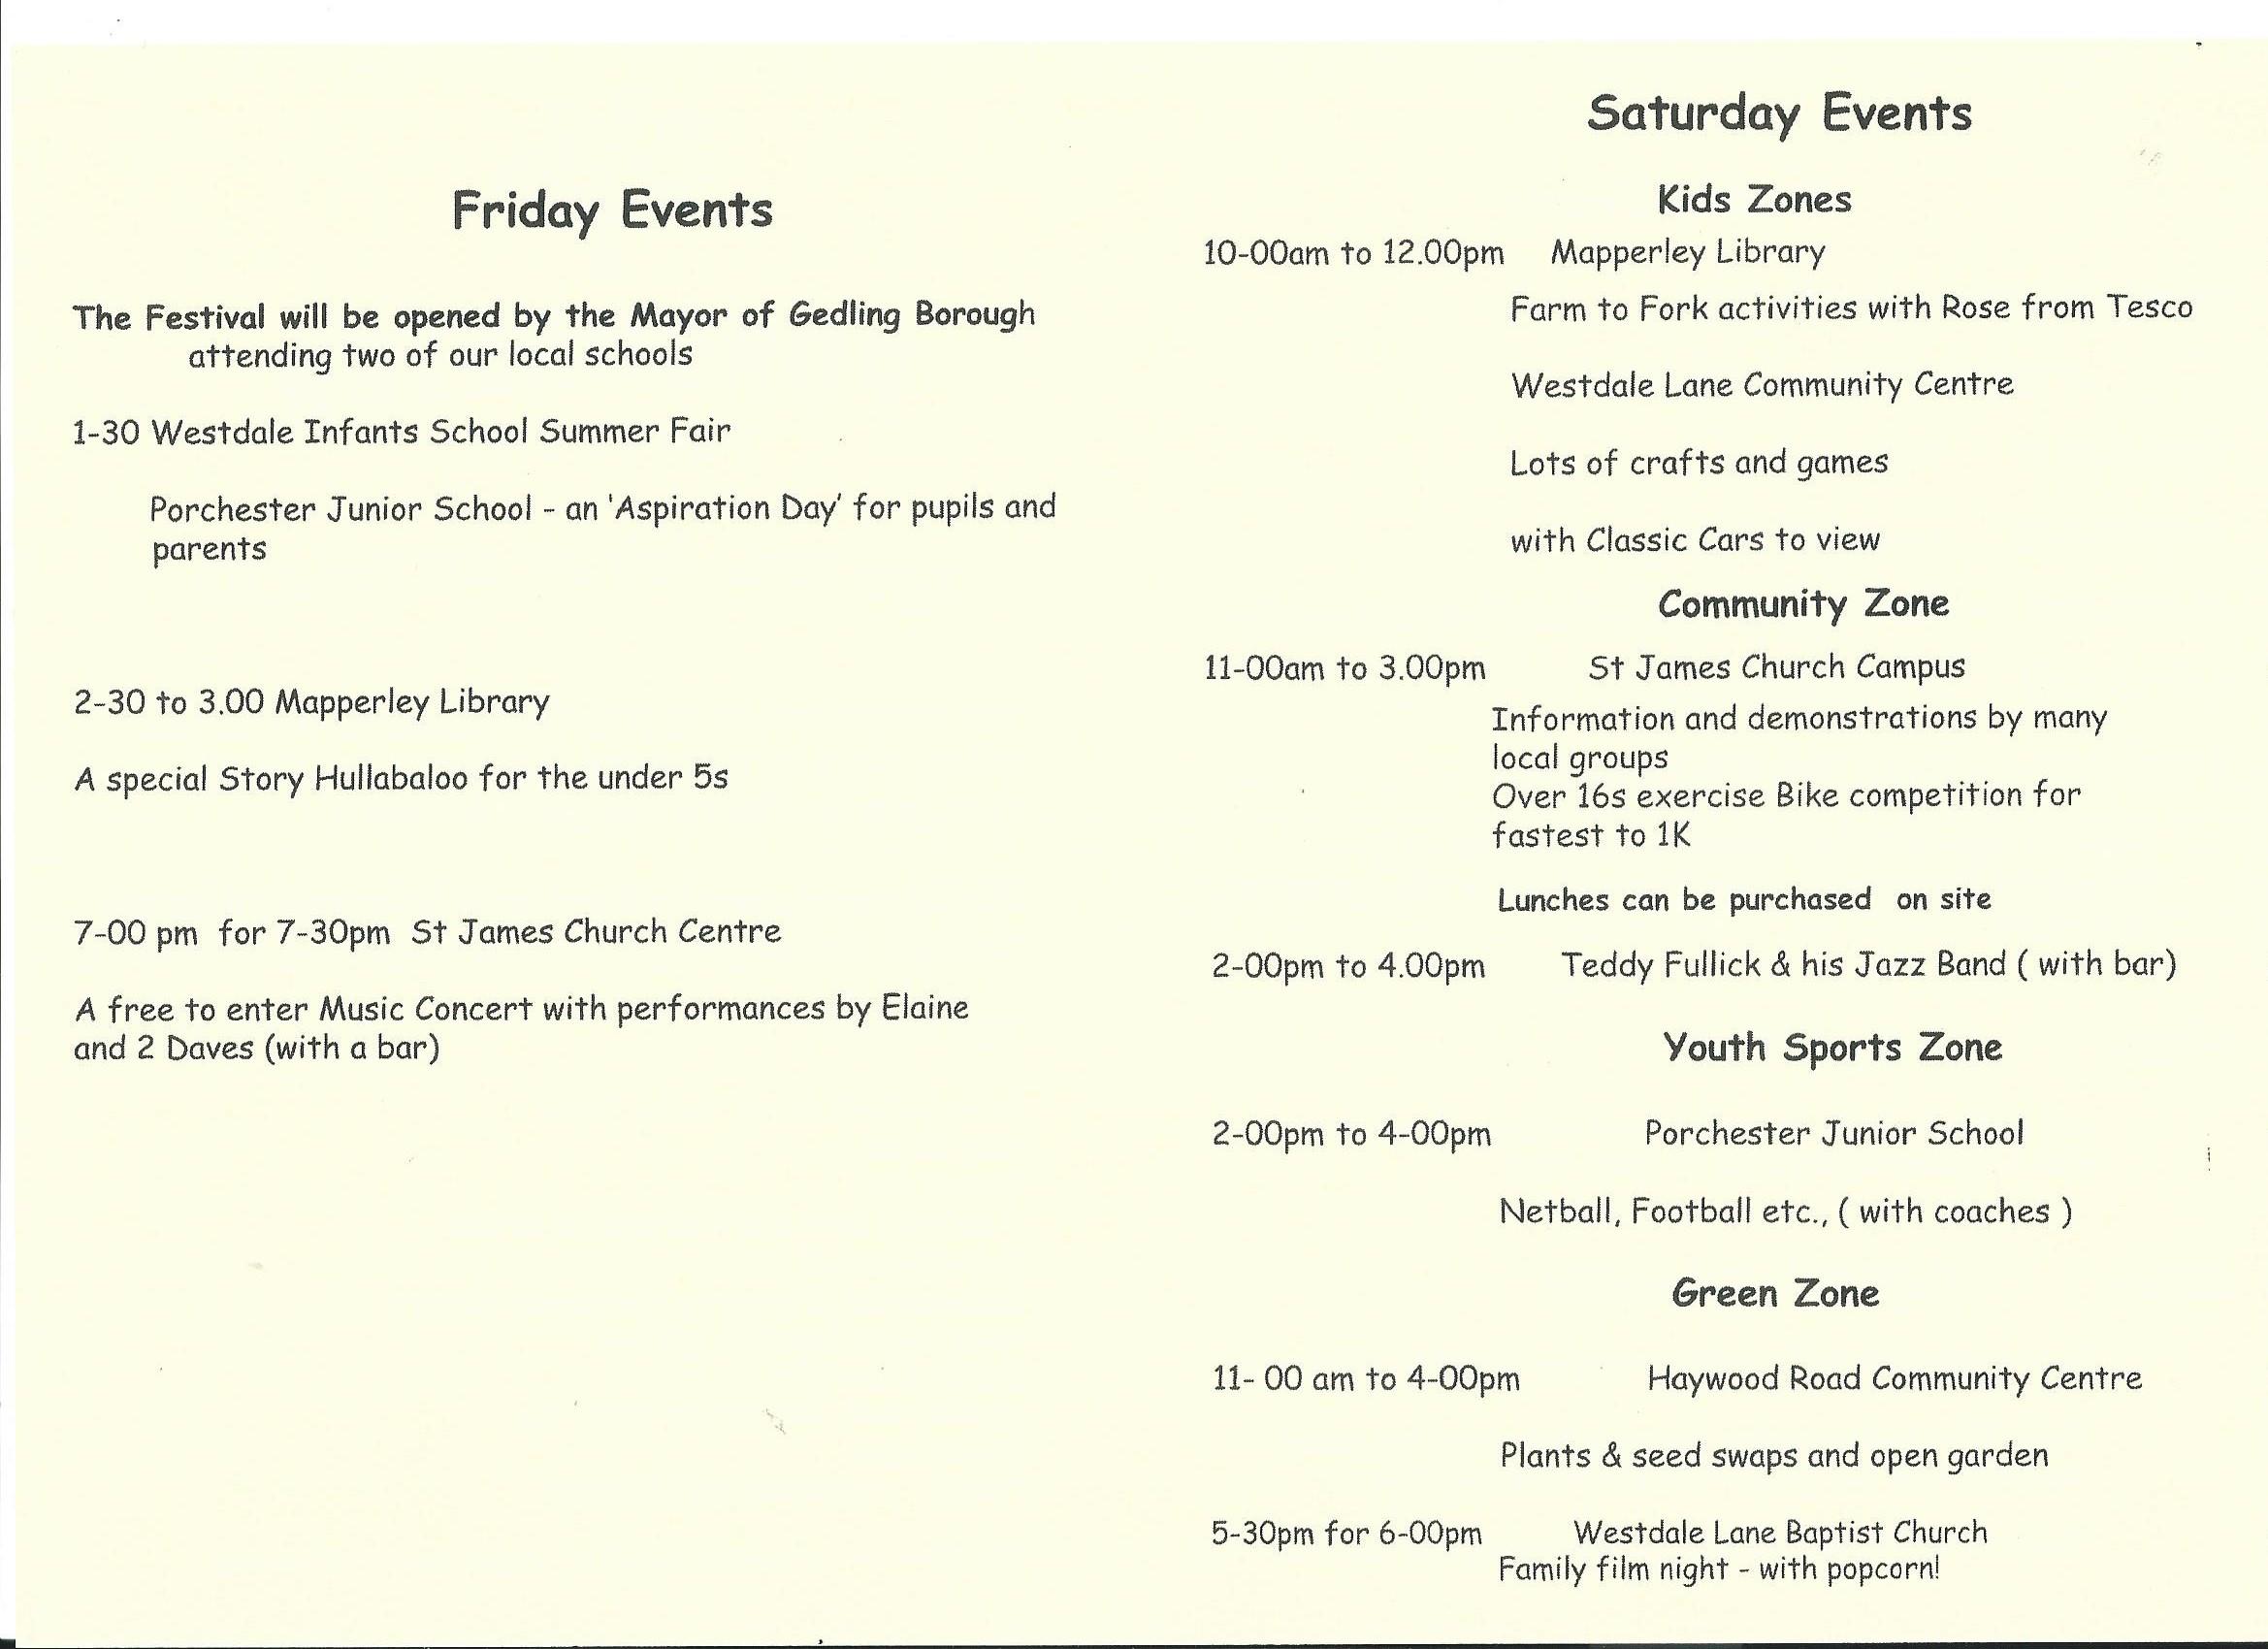 Friday Events
The Festival will be opened by the Mayor of Gedling Borough
attending two of our local schools
1-30 Westdale Infants School Summer Fair
Porchester Junior School - an 'Aspiration Day' for pupils and
parents
2-30 to 3.00 Mapperley Library
A special Story Hullabaloo for the under 5s
7-00 pm for 7-30pm St James Church Centre
A free to enter Music Concert with performances by Elaine
and 2 Daves (with a bar)
Saturday Events
Kids Zones
10-00am to 12.00pm Mapperley Library
Farm to Fork activities with Rose from Tesco
Westdale Lane Community Centre
Lots of crafts and games
with Classic Cars to view
Community Zone
11-00am to 3.00pm St James Church Campus
Information and demonstrations by many
local groups
Over 16s exercise Bike competition for
fastest to 1K
Lunches can be purchased on site
2-00pm to 4.00pm Teddy Fullick & his Jazz Band ( with bar)
Youth Sports Zone
2-00pm to 4-00pm Porchester Junior School
Netball, Football etc., ( with coaches )
Green Zone
11- 00 am to 4-00pm Haywood Road Community Centre
Plants & seed swaps and open garden
5-30pm for 6-00pm Westdale Lane Baptist Church
Family film night - with popcorn!